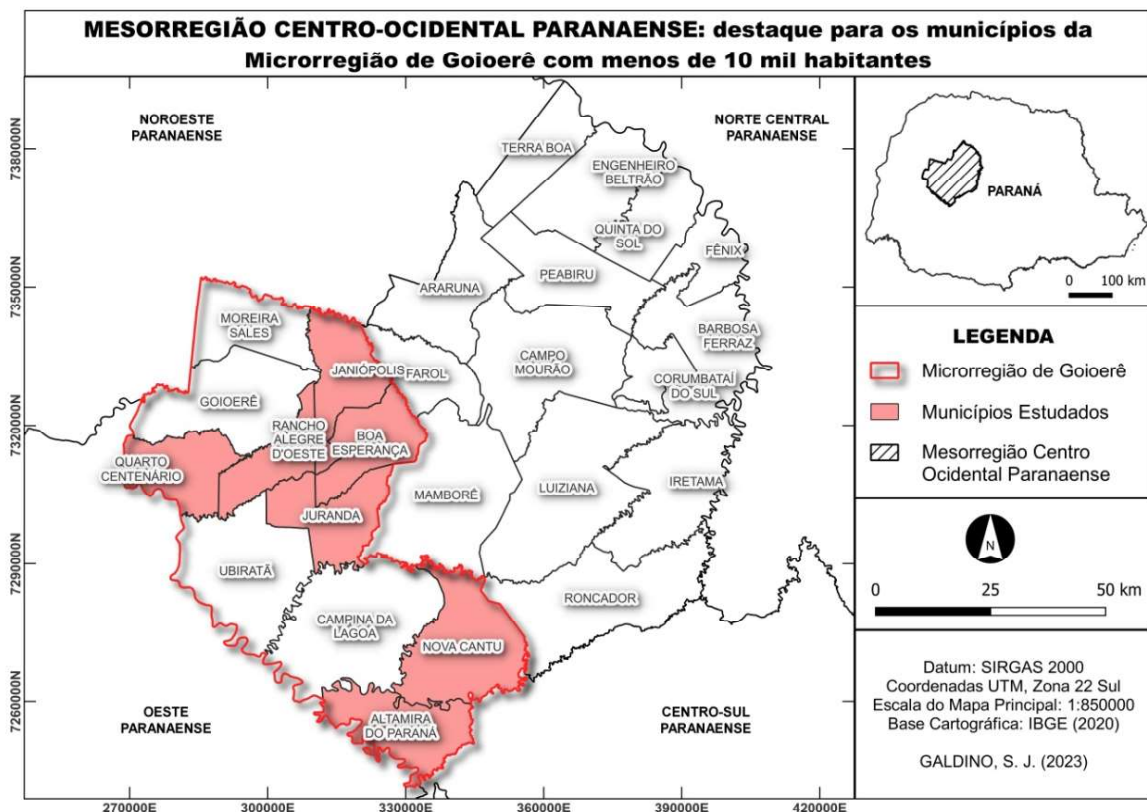 MESORREGIÃO CENTRO-OCIDENTAL PARANAENSE: destaque para os municípios da
Microrregião de Goioerê com menos de 10 mil habitantes
NOROESTE
PARANAENSE
NORTE CENTRAL
PARANAENSE
TERRA BOA
ENGENHEIRO
BELTRÃO
QUINTA DO
SOL
FÊNIX
PEABIRU
ARARUNA
MOREIRA
SALES
BARBOSA
FERRAZ
CAMPO
MOURÃO
JANIÓPOLIS
FAROL
CORUMBATAÍ
DO SUL
GOIOERÊ
RANCHO
ALEGRE
D'OESTE
BOA
ESPERANÇA
QUARTO
CENTENÁRIO
MAMBORÊ
LUIZIANA
IRETAMA
JURANDA
UBIRATÃ
RONCADOR
CAMPINA DA
LAGOA
NOVA CANTU
ALTAMIRA
DO PARANÁ
OESTE
PARANAENSE
CENTRO-SUL
PARANAENSE
7380000N
7350000N
7320000N
7290000N
7260000N
270000E
300000E
330000E
360000E
390000E
420000E
PARANÁ
0 100 km
LEGENDA
Microrregião de Goioerê
Municípios Estudados
Mesorregião Centro
Ocidental Paranaense
N
0 25 50 km
Datum: SIRGAS 2000
Coordenadas UTM, Zona 22 Sul
Escala do Mapa Principal: 1:850000
Base Cartográfica: IBGE (2020)
GALDINO, S. J. (2023)